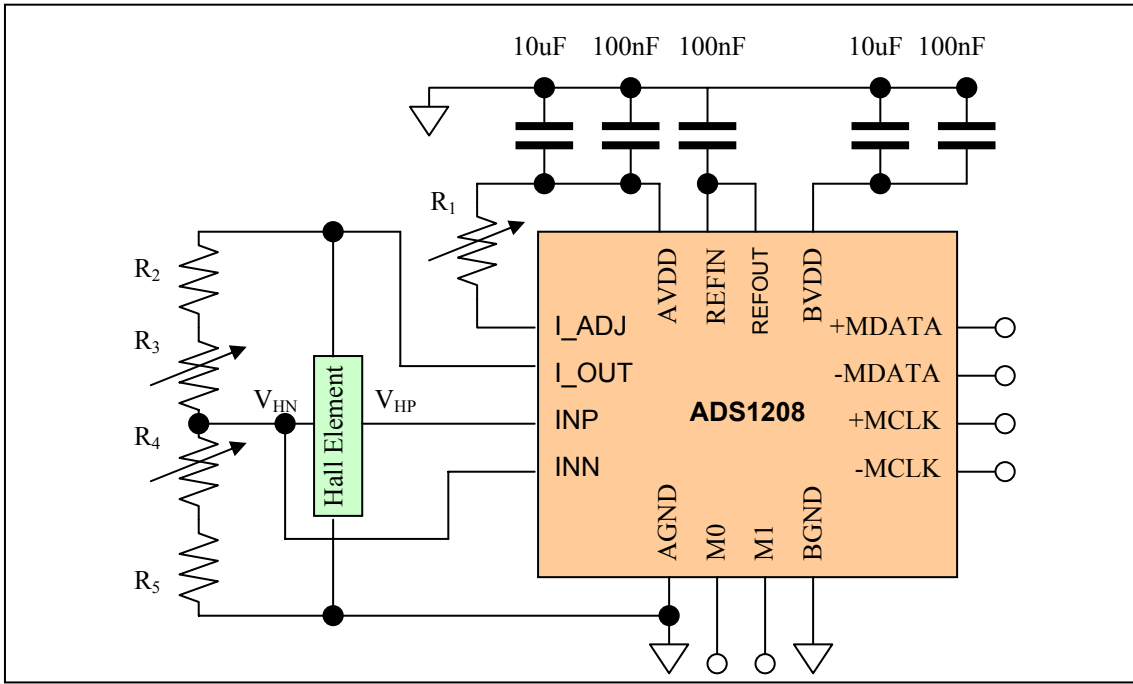 10uF 100nF 100nF 10uF 100nF
R1
R2
R3
R4
R5
VHN
VHP
Hall Element
AVDD
REFIN
REFOUT
BVDD
I_ADJ
I_OUT
INP
INN
ADS1208
+MDATA
-MDATA
+MCLK
-MCLK
AGND
M0
M1
BGND